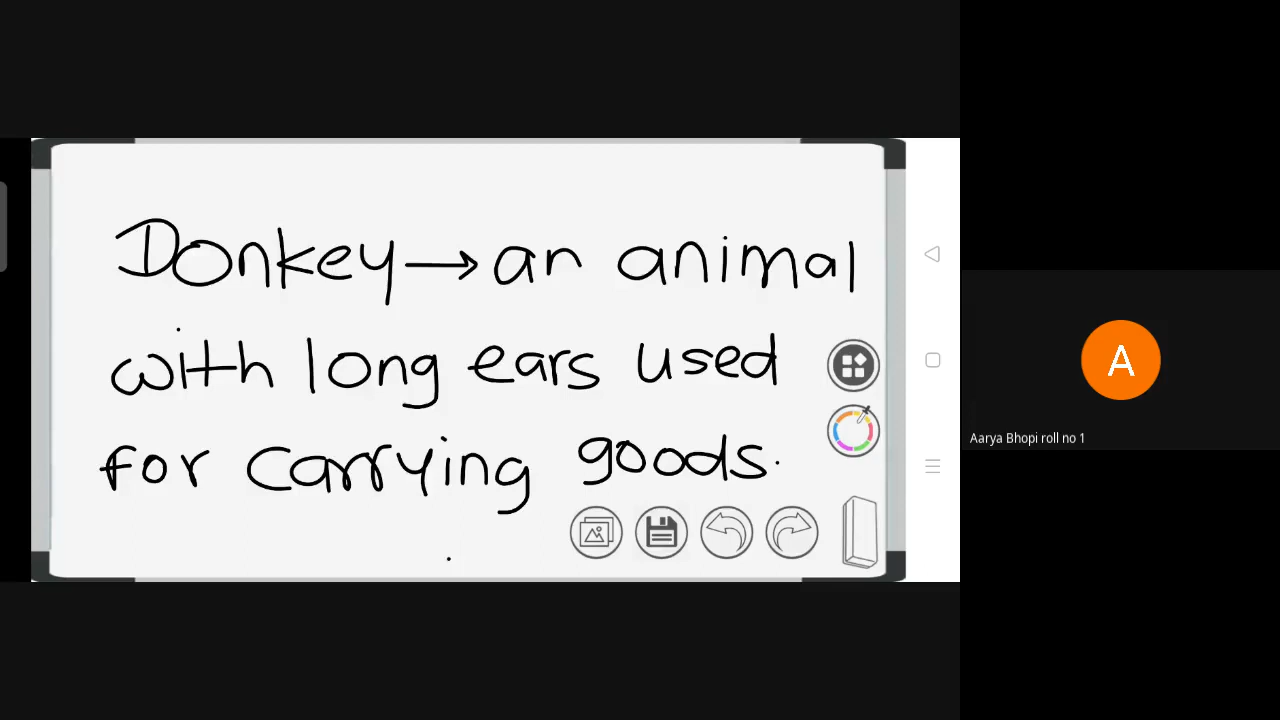 Donkey → an animal
with long ears used
for carrying goods.
A
Aarya Bhopi roll no 1